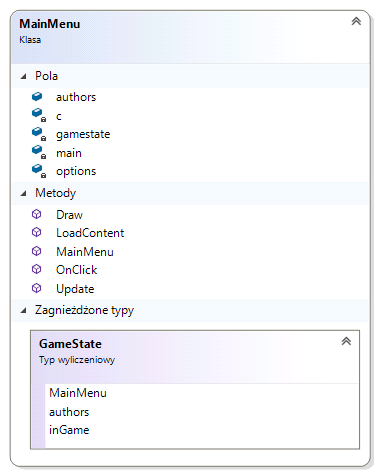 MainMenu
Klasa
Pola
authors
c
gamestate
main
options
Metody
Draw
LoadContent
MainMenu
OnClick
Update
Zagnieżdżone typy
GameState
Typ wyliczeniowy
MainMenu
authors
inGame